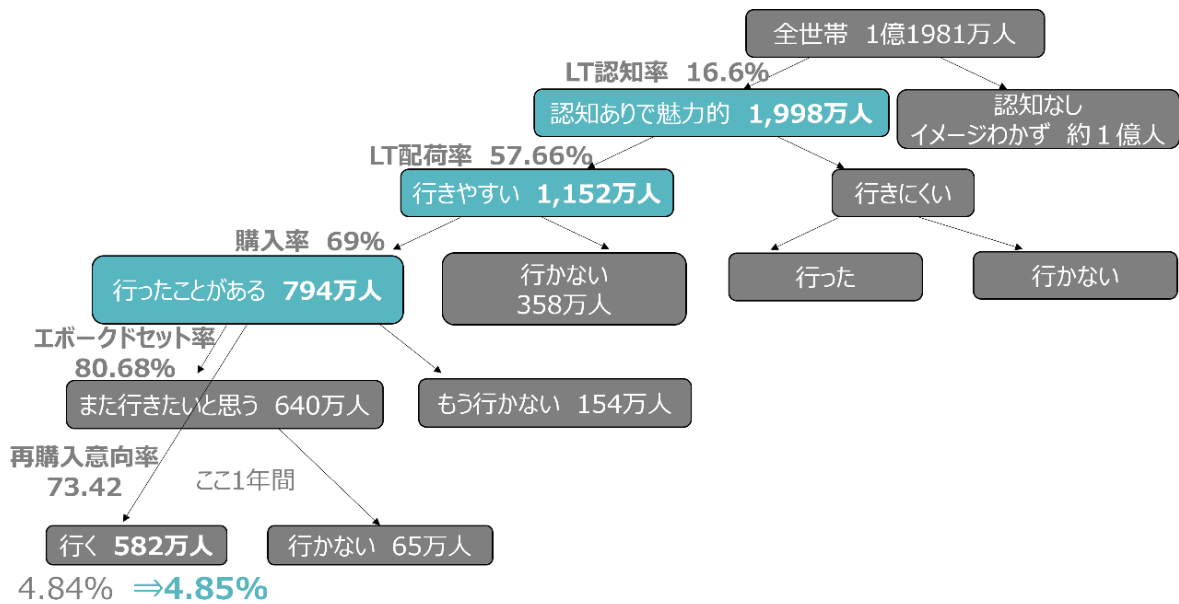 全世帯 1億1981万人
LT認知率 16.6%
認知ありで魅力的 1,998万人
認知なし
イメージわかず 約１億人
LT配荷率 57.66%
行きやすい 1,152万人
行きにくい
購入率 69%
行ったことがある 794万人
行かない
358万人
行った
行かない
エボークドセット率
80.68%
また行きたいと思う 640万人
もう行かない 154万人
再購入意向率
73.42
ここ1年間
行く 582万人
行かない 65万人
4.84% ⇒4.85%